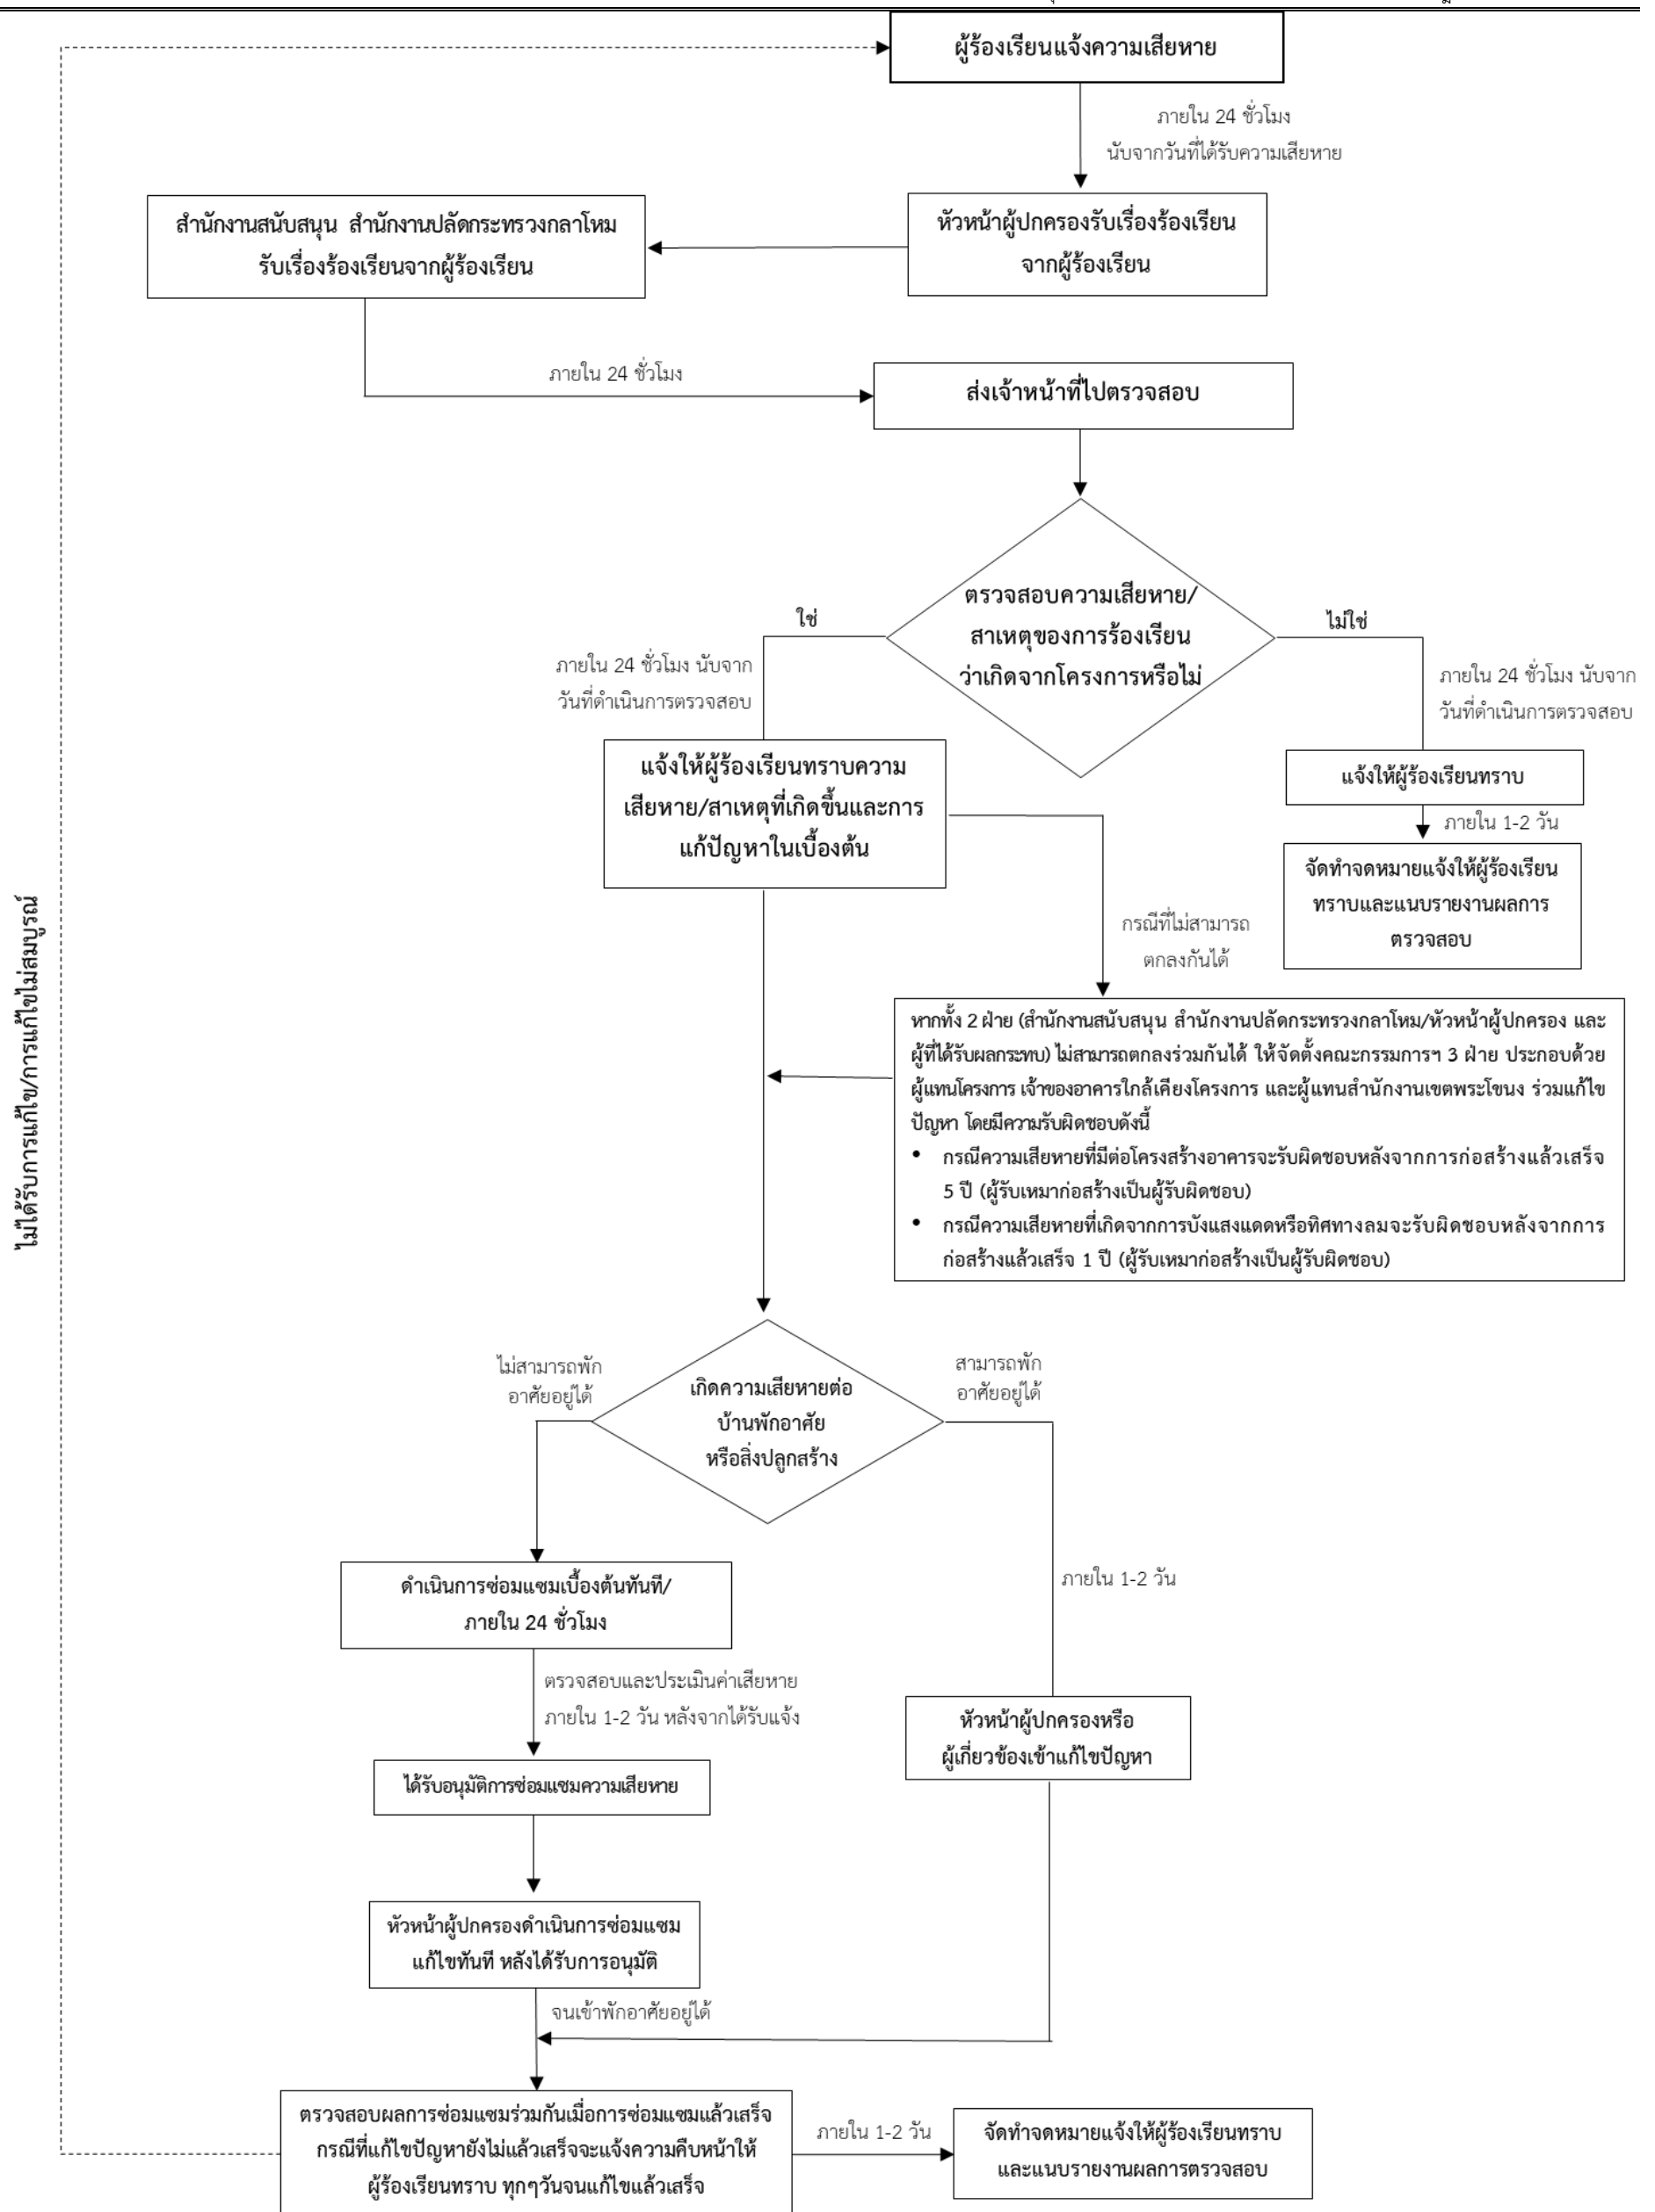 ผู้ร้องเรียนแจ้งความเสียหาย
ภายใน 24 ชั่วโมง
นับจากวันที่ได้รับความเสียหาย
หัวหน้าผู้ปกครองรับเรื่องร้องเรียน
จากผู้ร้องเรียน
สำนักงานสนับสนุน สำนักงานปลัดกระทรวงกลาโหม
รับเรื่องร้องเรียนจากผู้ร้องเรียน
ภายใน 24 ชั่วโมง
ส่งเจ้าหน้าที่ไปตรวจสอบ
ตรวจสอบความเสียหาย/
สาเหตุของการร้องเรียน
ว่าเกิดจากโครงการหรือไม่
ใช่
ภายใน 24 ชั่วโมง นับจาก
วันที่ดำเนินการตรวจสอบ
ไม่ใช่
ภายใน 24 ชั่วโมง นับจาก
วันที่ดำเนินการตรวจสอบ
แจ้งให้ผู้ร้องเรียนทราบความ
เสียหาย/สาเหตุที่เกิดขึ้นและการ
แก้ปัญหาในเบื้องต้น
แจ้งให้ผู้ร้องเรียนทราบ
ภายใน 1-2 วัน
จัดทำจดหมายแจ้งให้ผู้ร้องเรียน
ทราบและแนบรายงานผลการ
ตรวจสอบ
กรณีที่ไม่สามารถ
ตกลงกันได้
หากทั้ง 2 ฝ่าย (สำนักงานสนับสนุน สำนักงานปลัดกระทรวงกลาโหม/หัวหน้าผู้ปกครอง และ
ผู้ที่ได้รับผลกระทบ) ไม่สามารถตกลงร่วมกันได้ ให้จัดตั้งคณะกรรมการฯ 3 ฝ่าย ประกอบด้วย
ผู้แทนโครงการ เจ้าของอาคารใกล้เคียงโครงการ และผู้แทนสำนักงานเขตพระโขนง ร่วมแก้ไข
ปัญหา โดยมีความรับผิดชอบดังนี้
• กรณีความเสียหายที่มีต่อโครงสร้างอาคารจะรับผิดชอบหลังจากการก่อสร้างแล้วเสร็จ
5 ปี (ผู้รับเหมาก่อสร้างเป็นผู้รับผิดชอบ)
• กรณีความเสียหายที่เกิดจากการบังแสงแดดหรือทิศทางลมจะรับผิดชอบหลังจากการ
ก่อสร้างแล้วเสร็จ 1 ปี (ผู้รับเหมาก่อสร้างเป็นผู้รับผิดชอบ)
ไม่ได้รับการแก้ไข/การแก้ไขไม่สมบูรณ์
เกิดความเสียหายต่อ
บ้านพักอาศัย
หรือสิ่งปลูกสร้าง
ไม่สามารถพัก
อาศัยอยู่ได้
สามารถพัก
อาศัยอยู่ได้
ดำเนินการซ่อมแซมเบื้องต้นทันที/
ภายใน 24 ชั่วโมง
ภายใน 1-2 วัน
ตรวจสอบและประเมินค่าเสียหาย
ภายใน 1-2 วัน หลังจากได้รับแจ้ง
หัวหน้าผู้ปกครองหรือ
ผู้เกี่ยวข้องเข้าแก้ไขปัญหา
ได้รับอนุมัติการซ่อมแซมความเสียหาย
หัวหน้าผู้ปกครองดำเนินการซ่อมแซม
แก้ไขทันที หลังได้รับการอนุมัติ
จนเข้าพักอาศัยอยู่ได้
ตรวจสอบผลการซ่อมแซมร่วมกันเมื่อการซ่อมแซมแล้วเสร็จ
กรณีที่แก้ไขปัญหายังไม่แล้วเสร็จจะแจ้งความคืบหน้าให้
ผู้ร้องเรียนทราบ ทุกๆวันจนแก้ไขแล้วเสร็จ
ภายใน 1-2 วัน
จัดทำจดหมายแจ้งให้ผู้ร้องเรียนทราบ
และแนบรายงานผลการตรวจสอบ